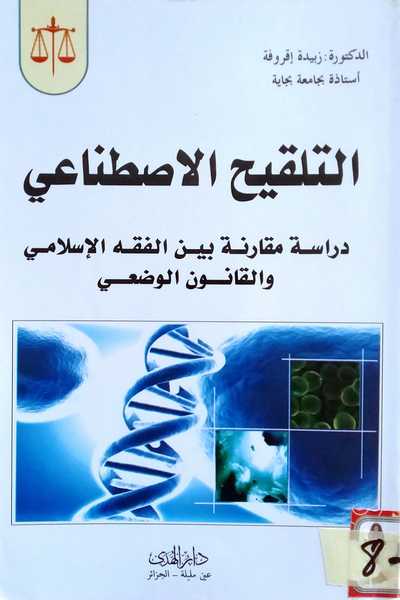 الدكتورة: زبيدة إقروفة
أستاذة بجامعة بجاية
التلقيح الاصطناعي
دراسة مقارنة بين الفقه الإسلامي
والقانون الوضعي
دار الهدى
عين مليلة - الجزائر
8-